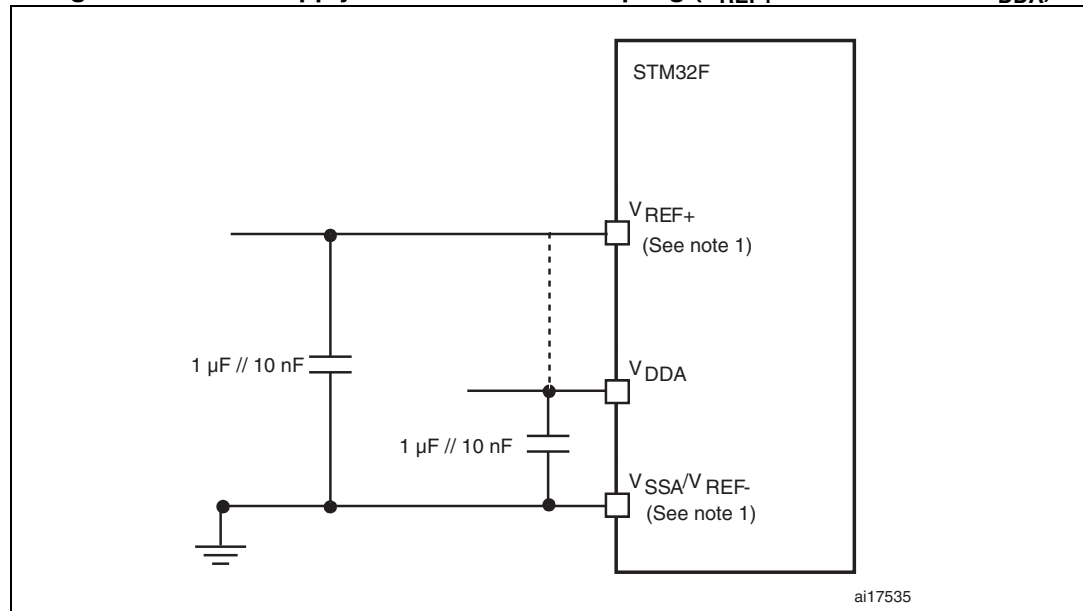 STM32F
VREF+
(See note 1)
1 µF // 10 nF
VDDA
1 µF // 10 nF
VSSA/VREF-
(See note 1)
ai17535